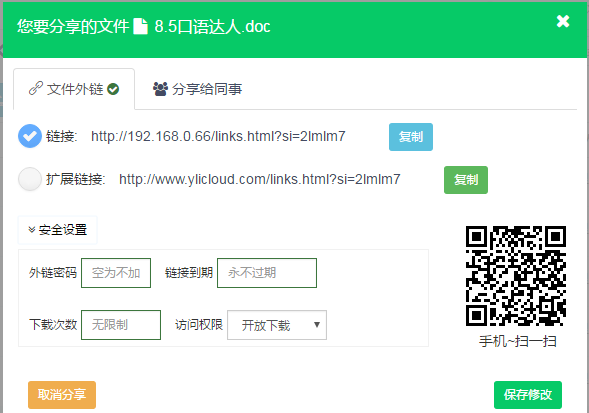 您要分享的文件 8.5口语达人.doc
文件外链 分享给同事
链接: http://192.168.0.66/links.html?si=2lmlm7 复制
扩展链接: http://www.ylicloud.com/links.html?si=2lmlm7 复制
安全设置
外链密码 空为不加 链接到期 永不过期
下载次数 无限制 访问权限 开放下载
手机~扫一扫
取消分享 保存修改